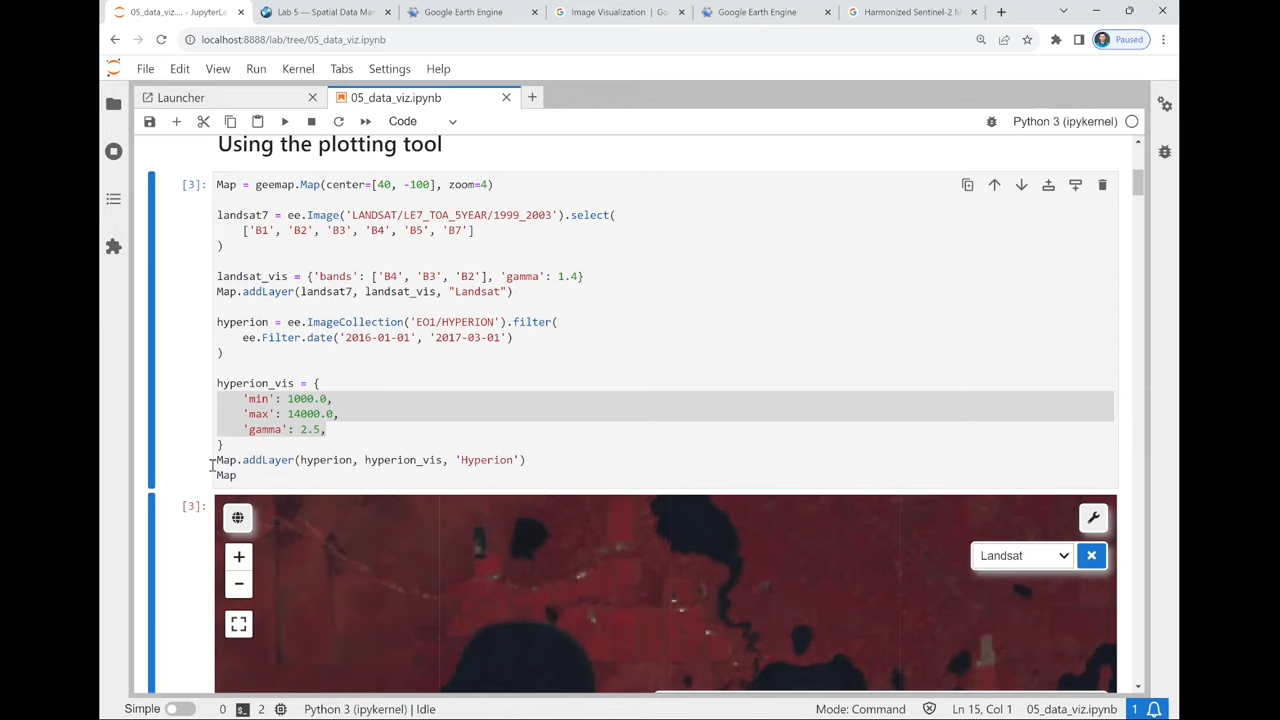 05_data_viz.... - JupyterLa
Lab 5 — Spatial Data Ma
Google Earth Engine
Image Visualization | Go
Google Earth Engine
Harmonized Sentinel-2 M
localhost:8888/lab/tree/05_data_viz.ipynb
Paused
File Edit View Run Kernel Tabs Settings Help
Launcher
05_data_viz.ipynb
Code
Python 3 (ipykernel)
Using the plotting tool
[3]:
Map = geemap.Map(center=[40, -100], zoom=4)
landsat7 = ee.Image('LANDSAT/LE7_TOA_5YEAR/1999_2003').select(
['B1', 'B2', 'B3', 'B4', 'B5', 'B7']
)
landsat_vis = {'bands': ['B4', 'B3', 'B2'], 'gamma': 1.4}
Map.addLayer(landsat7, landsat_vis, "Landsat")
hyperion = ee.ImageCollection('EO1/HYPERION').filter(
ee.Filter.date('2016-01-01', '2017-03-01')
)
hyperion_vis = {
'min': 1000.0,
'max': 14000.0,
'gamma': 2.5,
}
Map.addLayer(hyperion, hyperion_vis, 'Hyperion')
Map
[3]:
Landsat
Simple 0 2 Python 3 (ipykernel) | Idle Mode: Command Ln 15, Col 1 05_data_viz.ipynb 1